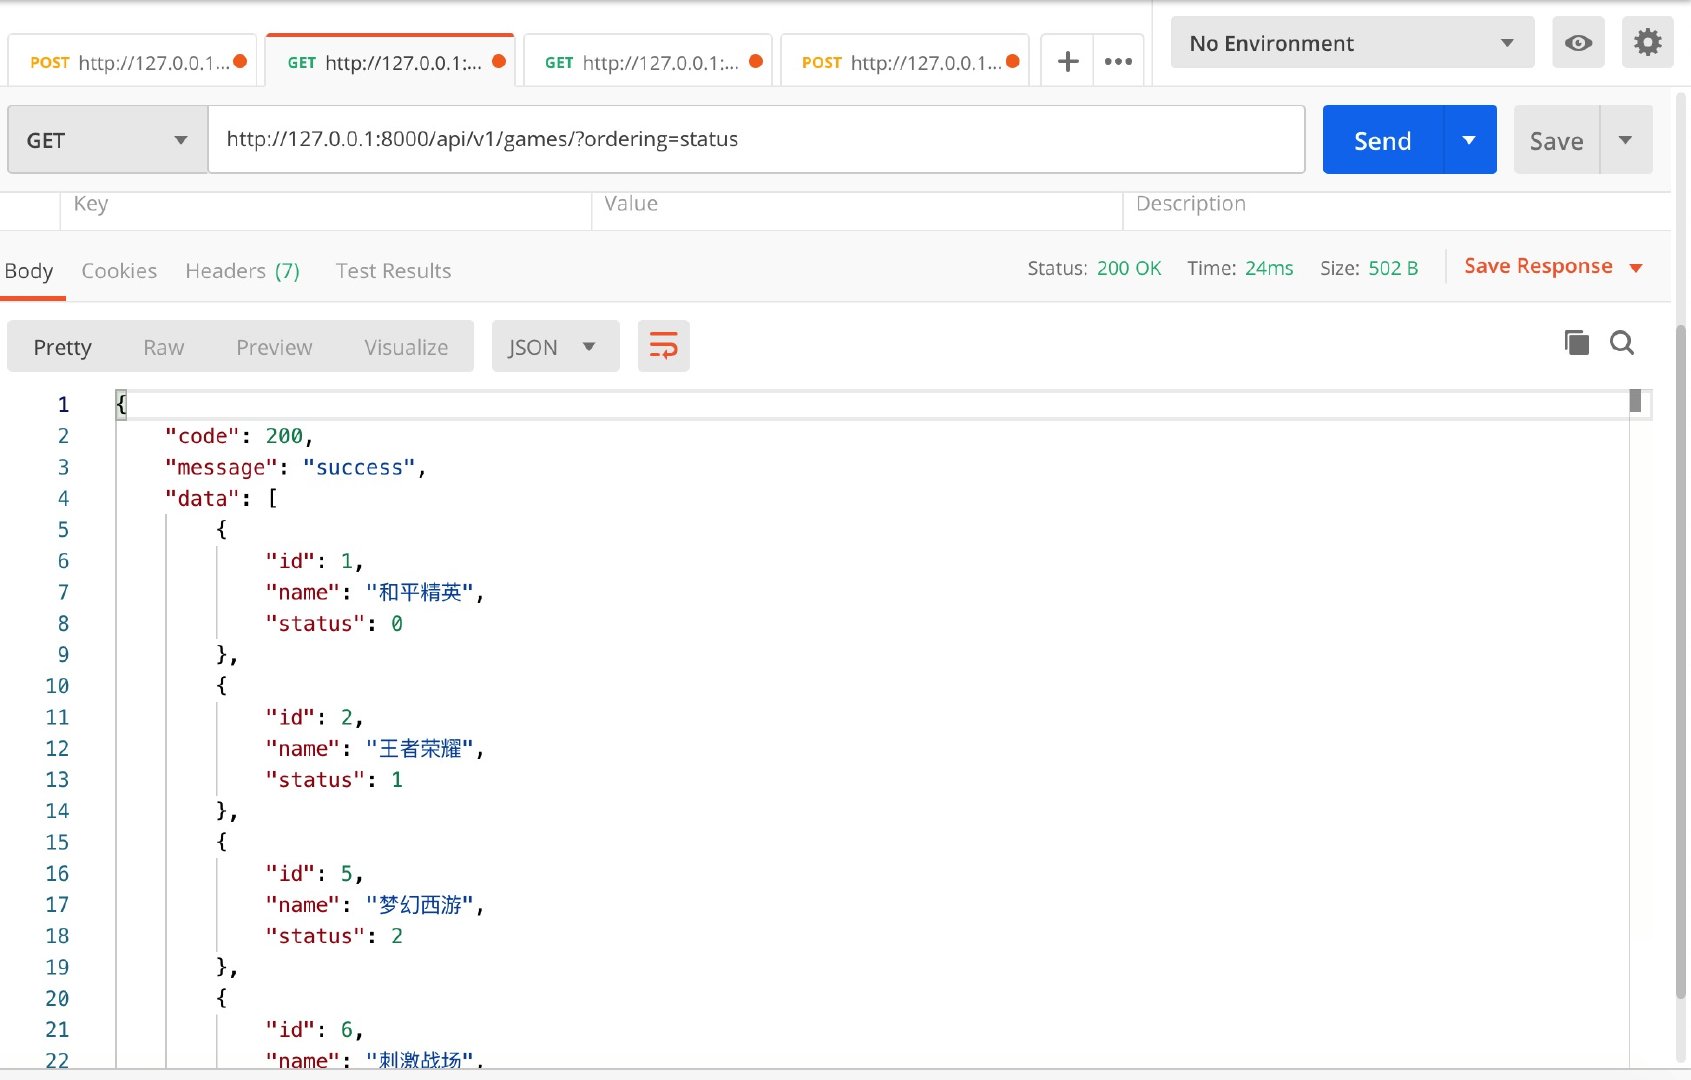 POST http://127.0.0.1... GET http://127.0.0.1:... GET http://127.0.0.1:... POST http://127.0.0.1... + ••• No Environment
GET http://127.0.0.1:8000/api/v1/games/?ordering=status Send Save
Key Value Description
Body Cookies Headers (7) Test Results Status: 200 OK Time: 24ms Size: 502 B Save Response
Pretty Raw Preview Visualize JSON
1 {
2 "code": 200,
3 "message": "success",
4 "data": [
5 {
6 "id": 1,
7 "name": "和平精英",
8 "status": 0
9 },
10 {
11 "id": 2,
12 "name": "王者荣耀",
13 "status": 1
14 },
15 {
16 "id": 5,
17 "name": "梦幻西游",
18 "status": 2
19 },
20 {
21 "id": 6,
22 "name": "刺激战场",